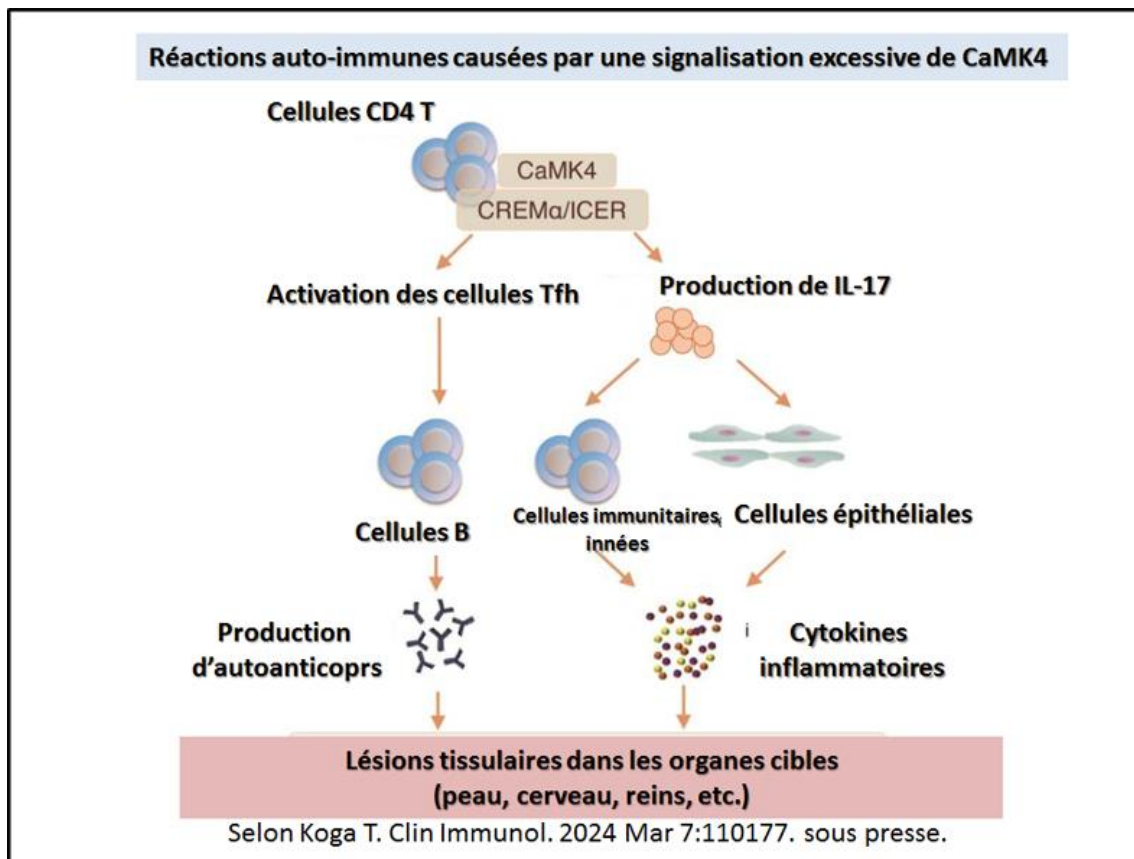 Réactions auto-immunes causées par une signalisation excessive de CaMK4
Cellules CD4 T
CaMK4
CREMα/ICER
Activation des cellules Tfh
Production de IL-17
Cellules B
Cellules immunitaires
innées
Cellules épithéliales
Production
d'autoanticoprs
i
Cytokines
inflammatoires
Lésions tissulaires dans les organes cibles
(peau, cerveau, reins, etc.)
Selon Koga T. Clin Immunol. 2024 Mar 7:110177. sous presse.